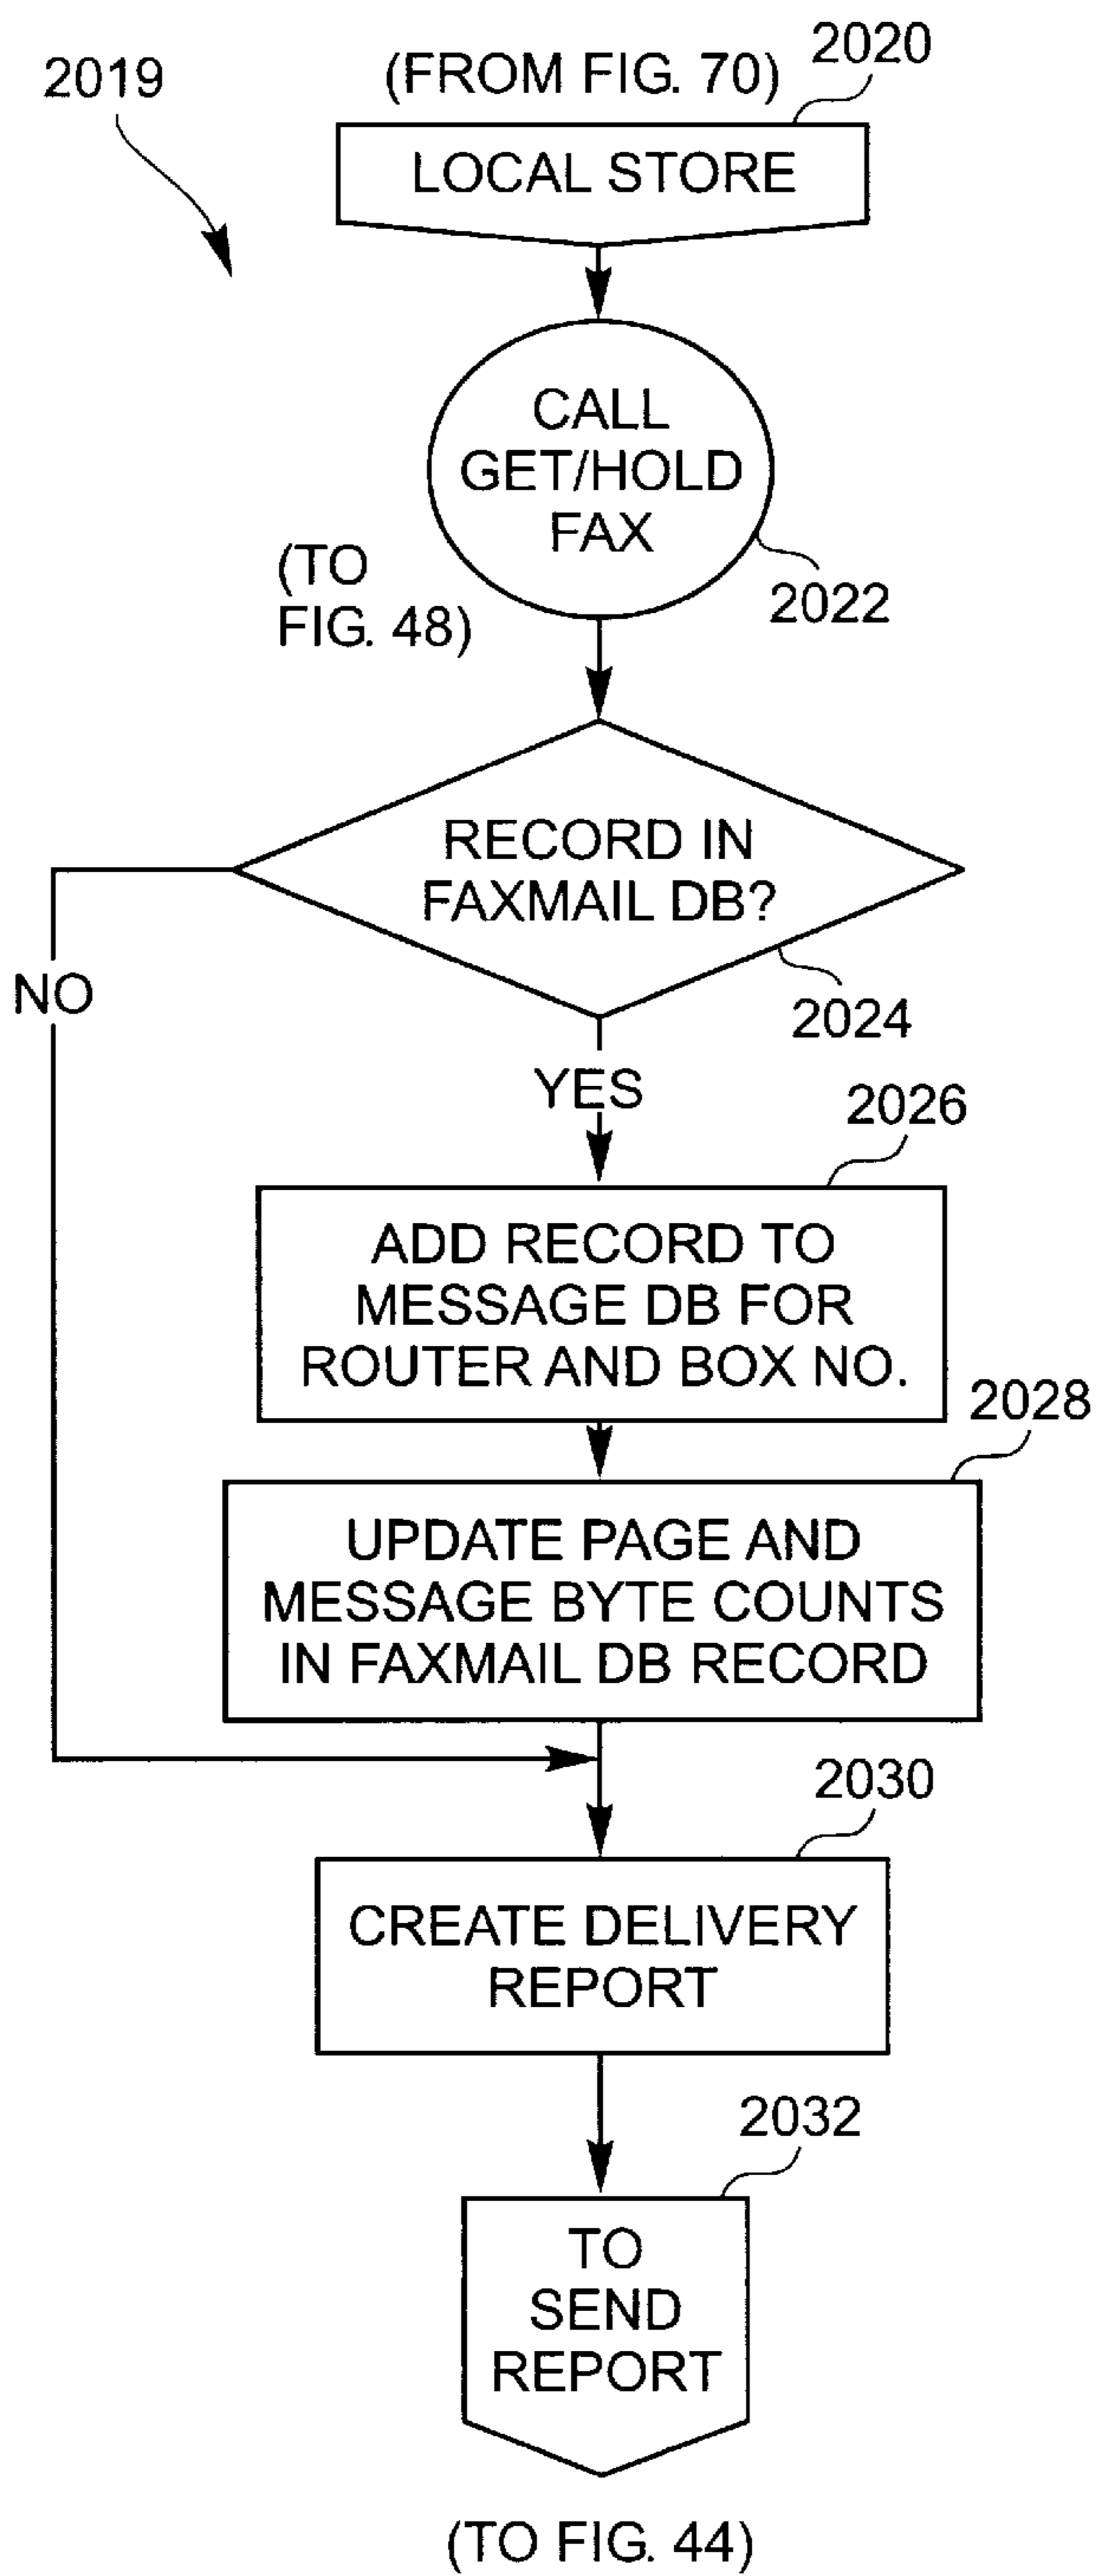 2019
(FROM FIG. 70)
2020
LOCAL STORE
CALL
GET/HOLD
FAX
2022
(TO
FIG. 48)
RECORD IN
FAXMAIL DB?
2024
NO
YES
2026
ADD RECORD TO
MESSAGE DB FOR
ROUTER AND BOX NO.
2028
UPDATE PAGE AND
MESSAGE BYTE COUNTS
IN FAXMAIL DB RECORD
2030
CREATE DELIVERY
REPORT
2032
TO
SEND
REPORT
(TO FIG. 44)